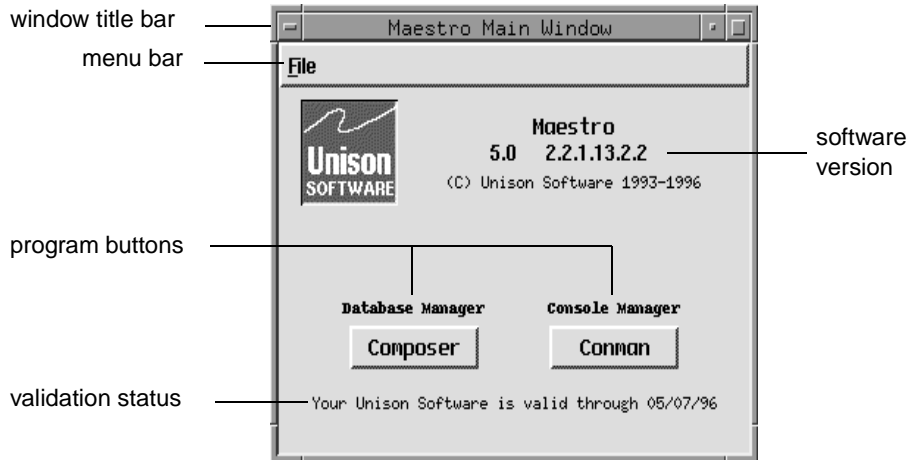 window title bar
Maestro Main Window
menu bar
File
Unison
SOFTWARE
Maestro
5.0 2.2.1.13.2.2
(C) Unison Software 1993-1996
software
version
program buttons
Database Manager
Console Manager
Composer
Conman
validation status
Your Unison Software is valid through 05/07/96